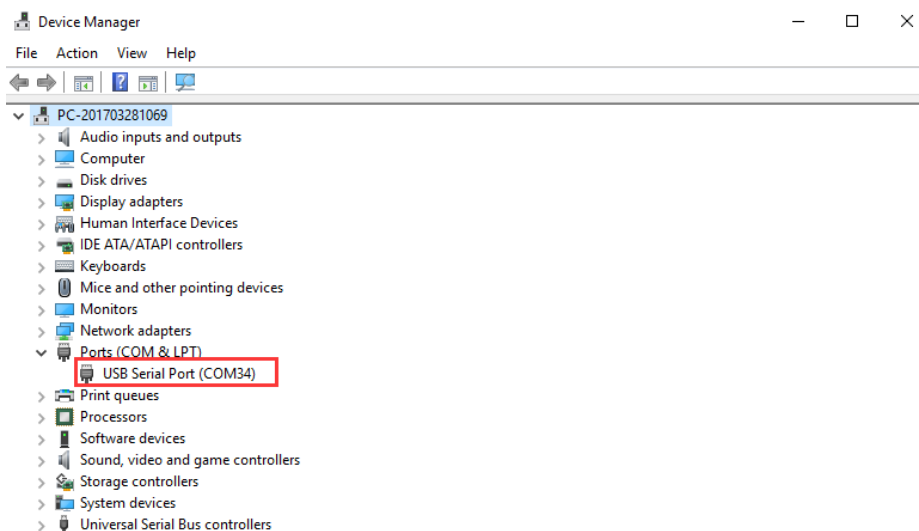 Device Manager
File Action View Help
PC-201703281069
Audio inputs and outputs
Computer
Disk drives
Display adapters
Human Interface Devices
IDE ATA/ATAPI controllers
Keyboards
Mice and other pointing devices
Monitors
Network adapters
Ports (COM & LPT)
USB Serial Port (COM34)
Print queues
Processors
Software devices
Sound, video and game controllers
Storage controllers
System devices
Universal Serial Bus controllers